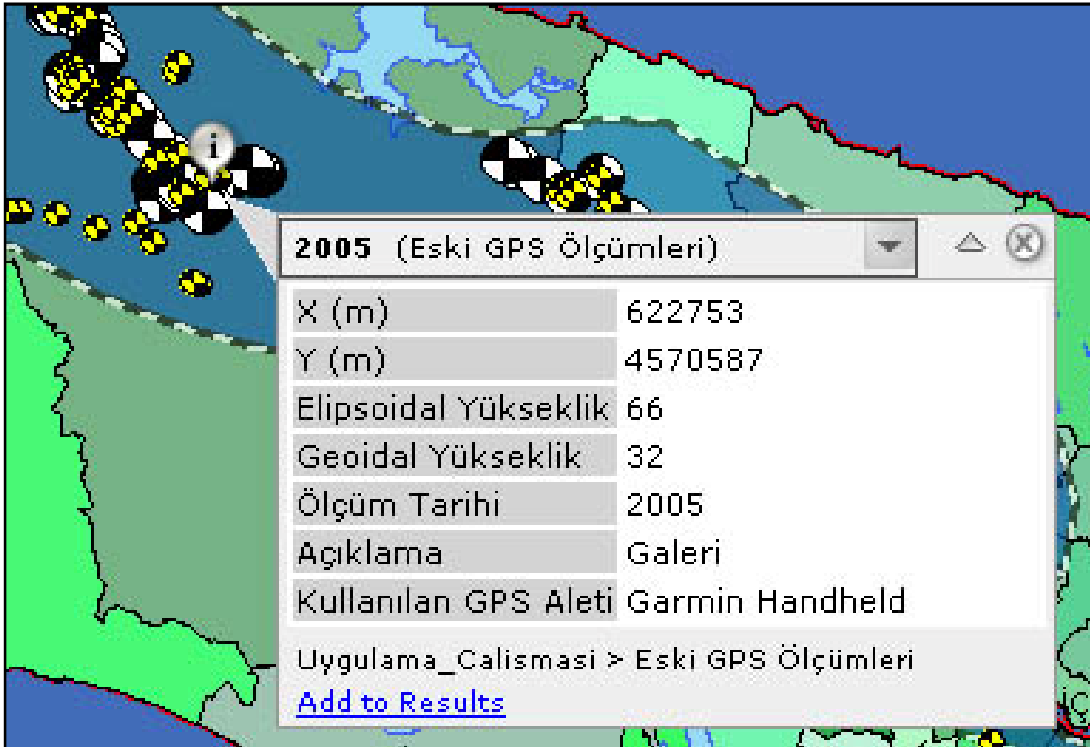 i
2005 (Eski GPS Ölçümleri)
X (m) 622753
Y (m) 4570587
Elipsoidal Yükseklik 66
Geoidal Yükseklik 32
Ölçüm Tarihi 2005
Açıklama Galeri
Kullanılan GPS Aleti Garmin Handheld
Uygulama_Calismasi > Eski GPS Ölçümleri
Add to Results